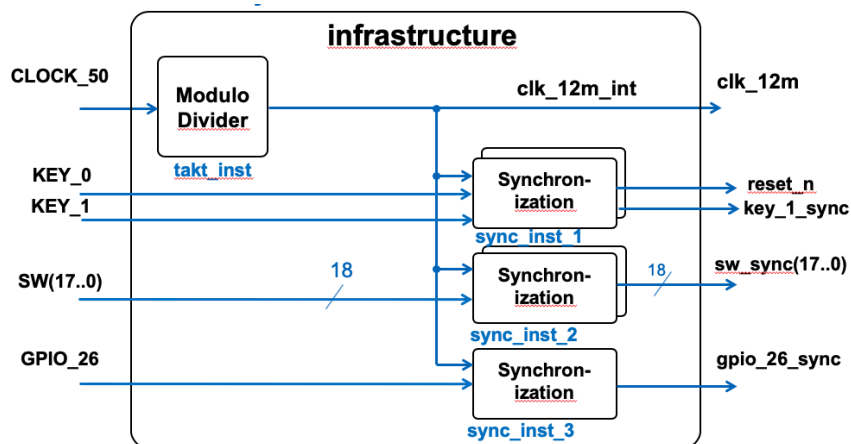 infrastructure
CLOCK_50
Modulo
Divider
clk_12m_int
clk_12m
takt_inst
KEY_0
KEY_1
Synchron-
ization
reset_n
key_1_sync
sync_inst_1
SW(17..0)
18
Synchron-
ization
18
sw_sync(17..0)
sync_inst_2
GPIO_26
Synchron-
ization
gpio_26_sync
sync_inst_3